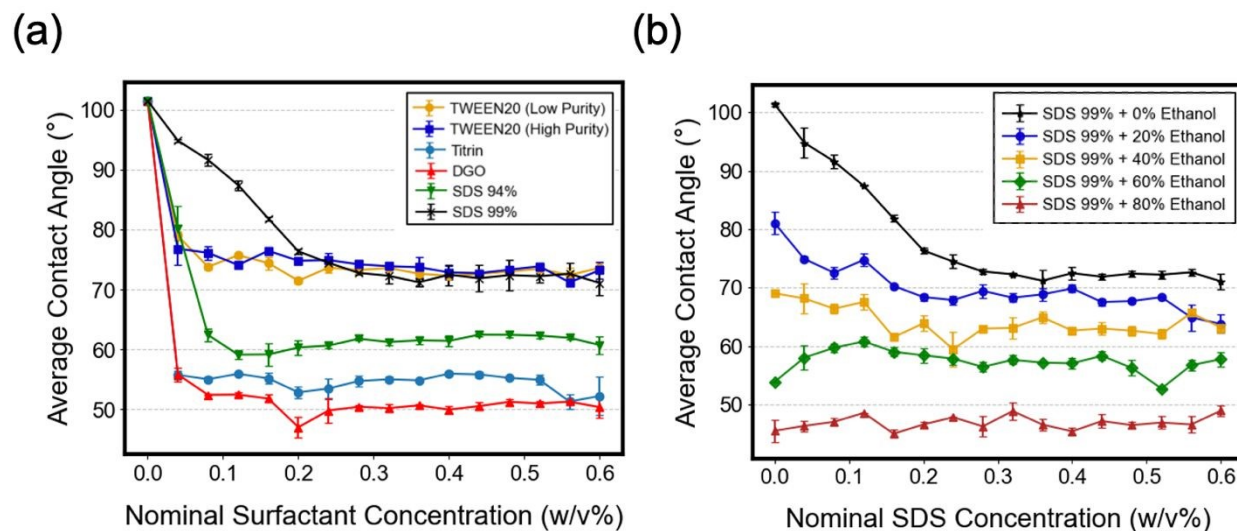 (a)
Average Contact Angle (°)
100
90
80
70
60
50
0.0 0.1 0.2 0.3 0.4 0.5 0.6
Nominal Surfactant Concentration (w/v%)
TWEEN20 (Low Purity)
TWEEN20 (High Purity)
Titrin
DGO
SDS 94%
SDS 99%
(b)
Average Contact Angle (°)
100
90
80
70
60
50
0.0 0.1 0.2 0.3 0.4 0.5 0.6
Nominal SDS Concentration (w/v%)
SDS 99% + 0% Ethanol
SDS 99% + 20% Ethanol
SDS 99% + 40% Ethanol
SDS 99% + 60% Ethanol
SDS 99% + 80% Ethanol